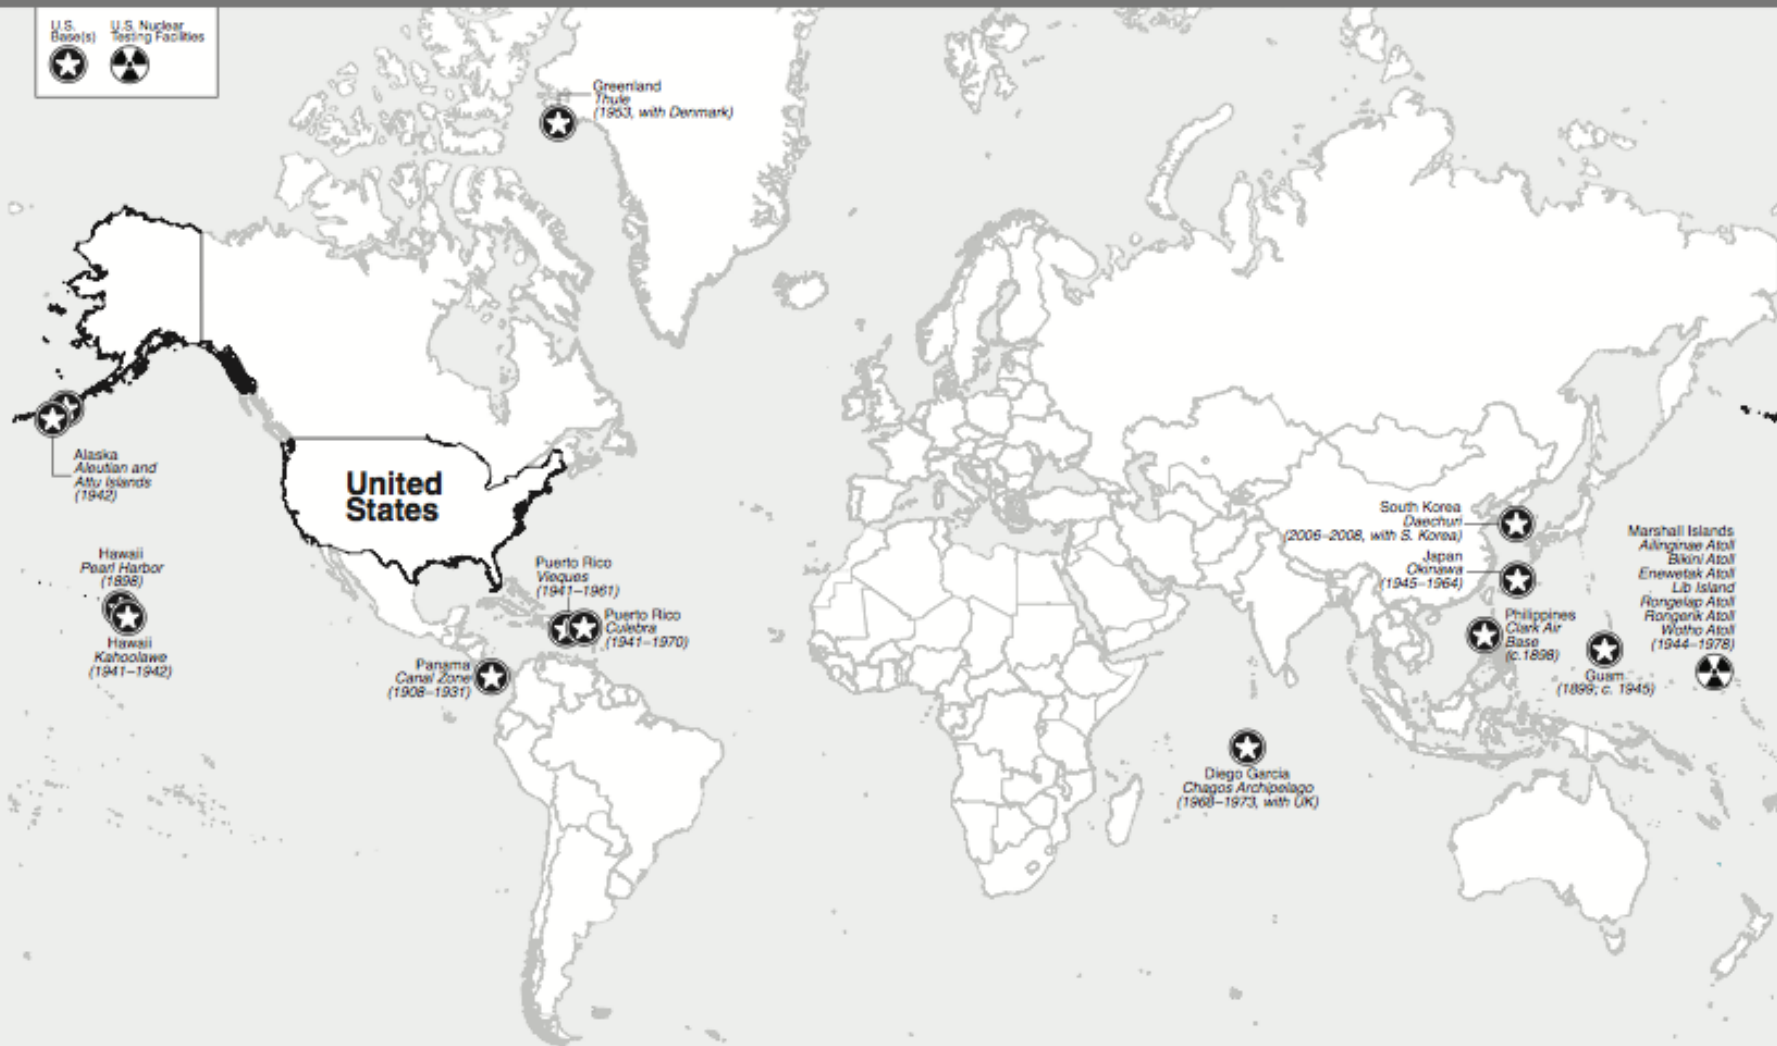 U.S.
Base(s)
U.S. Nuclear
Testing Facilities
Greenland
Thule
(1953, with Denmark)
Alaska
Aleutian and
Attu Islands
(1942)
United
States
Hawaii
Pearl Harbor
(1898)
Hawaii
Kahoolawe
(1941–1942)
Puerto Rico
Vieques
(1941–1961)
Puerto Rico
Culebra
(1941–1970)
Panama
Canal Zone
(1908–1931)
South Korea
Daechuri
(2006–2008, with S. Korea)
Japan
Okinawa
(1945–1964)
Philippines
Clark Air
Base
(c.1898)
Guam
(1899; c. 1945)
Marshall Islands
Ailinginae Atoll
Bikini Atoll
Enewetak Atoll
Lib Island
Rongelap Atoll
Rongerik Atoll
Wotho Atoll
(1944–1978)
Diego Garcia
Chagos Archipelago
(1968–1973, with UK)